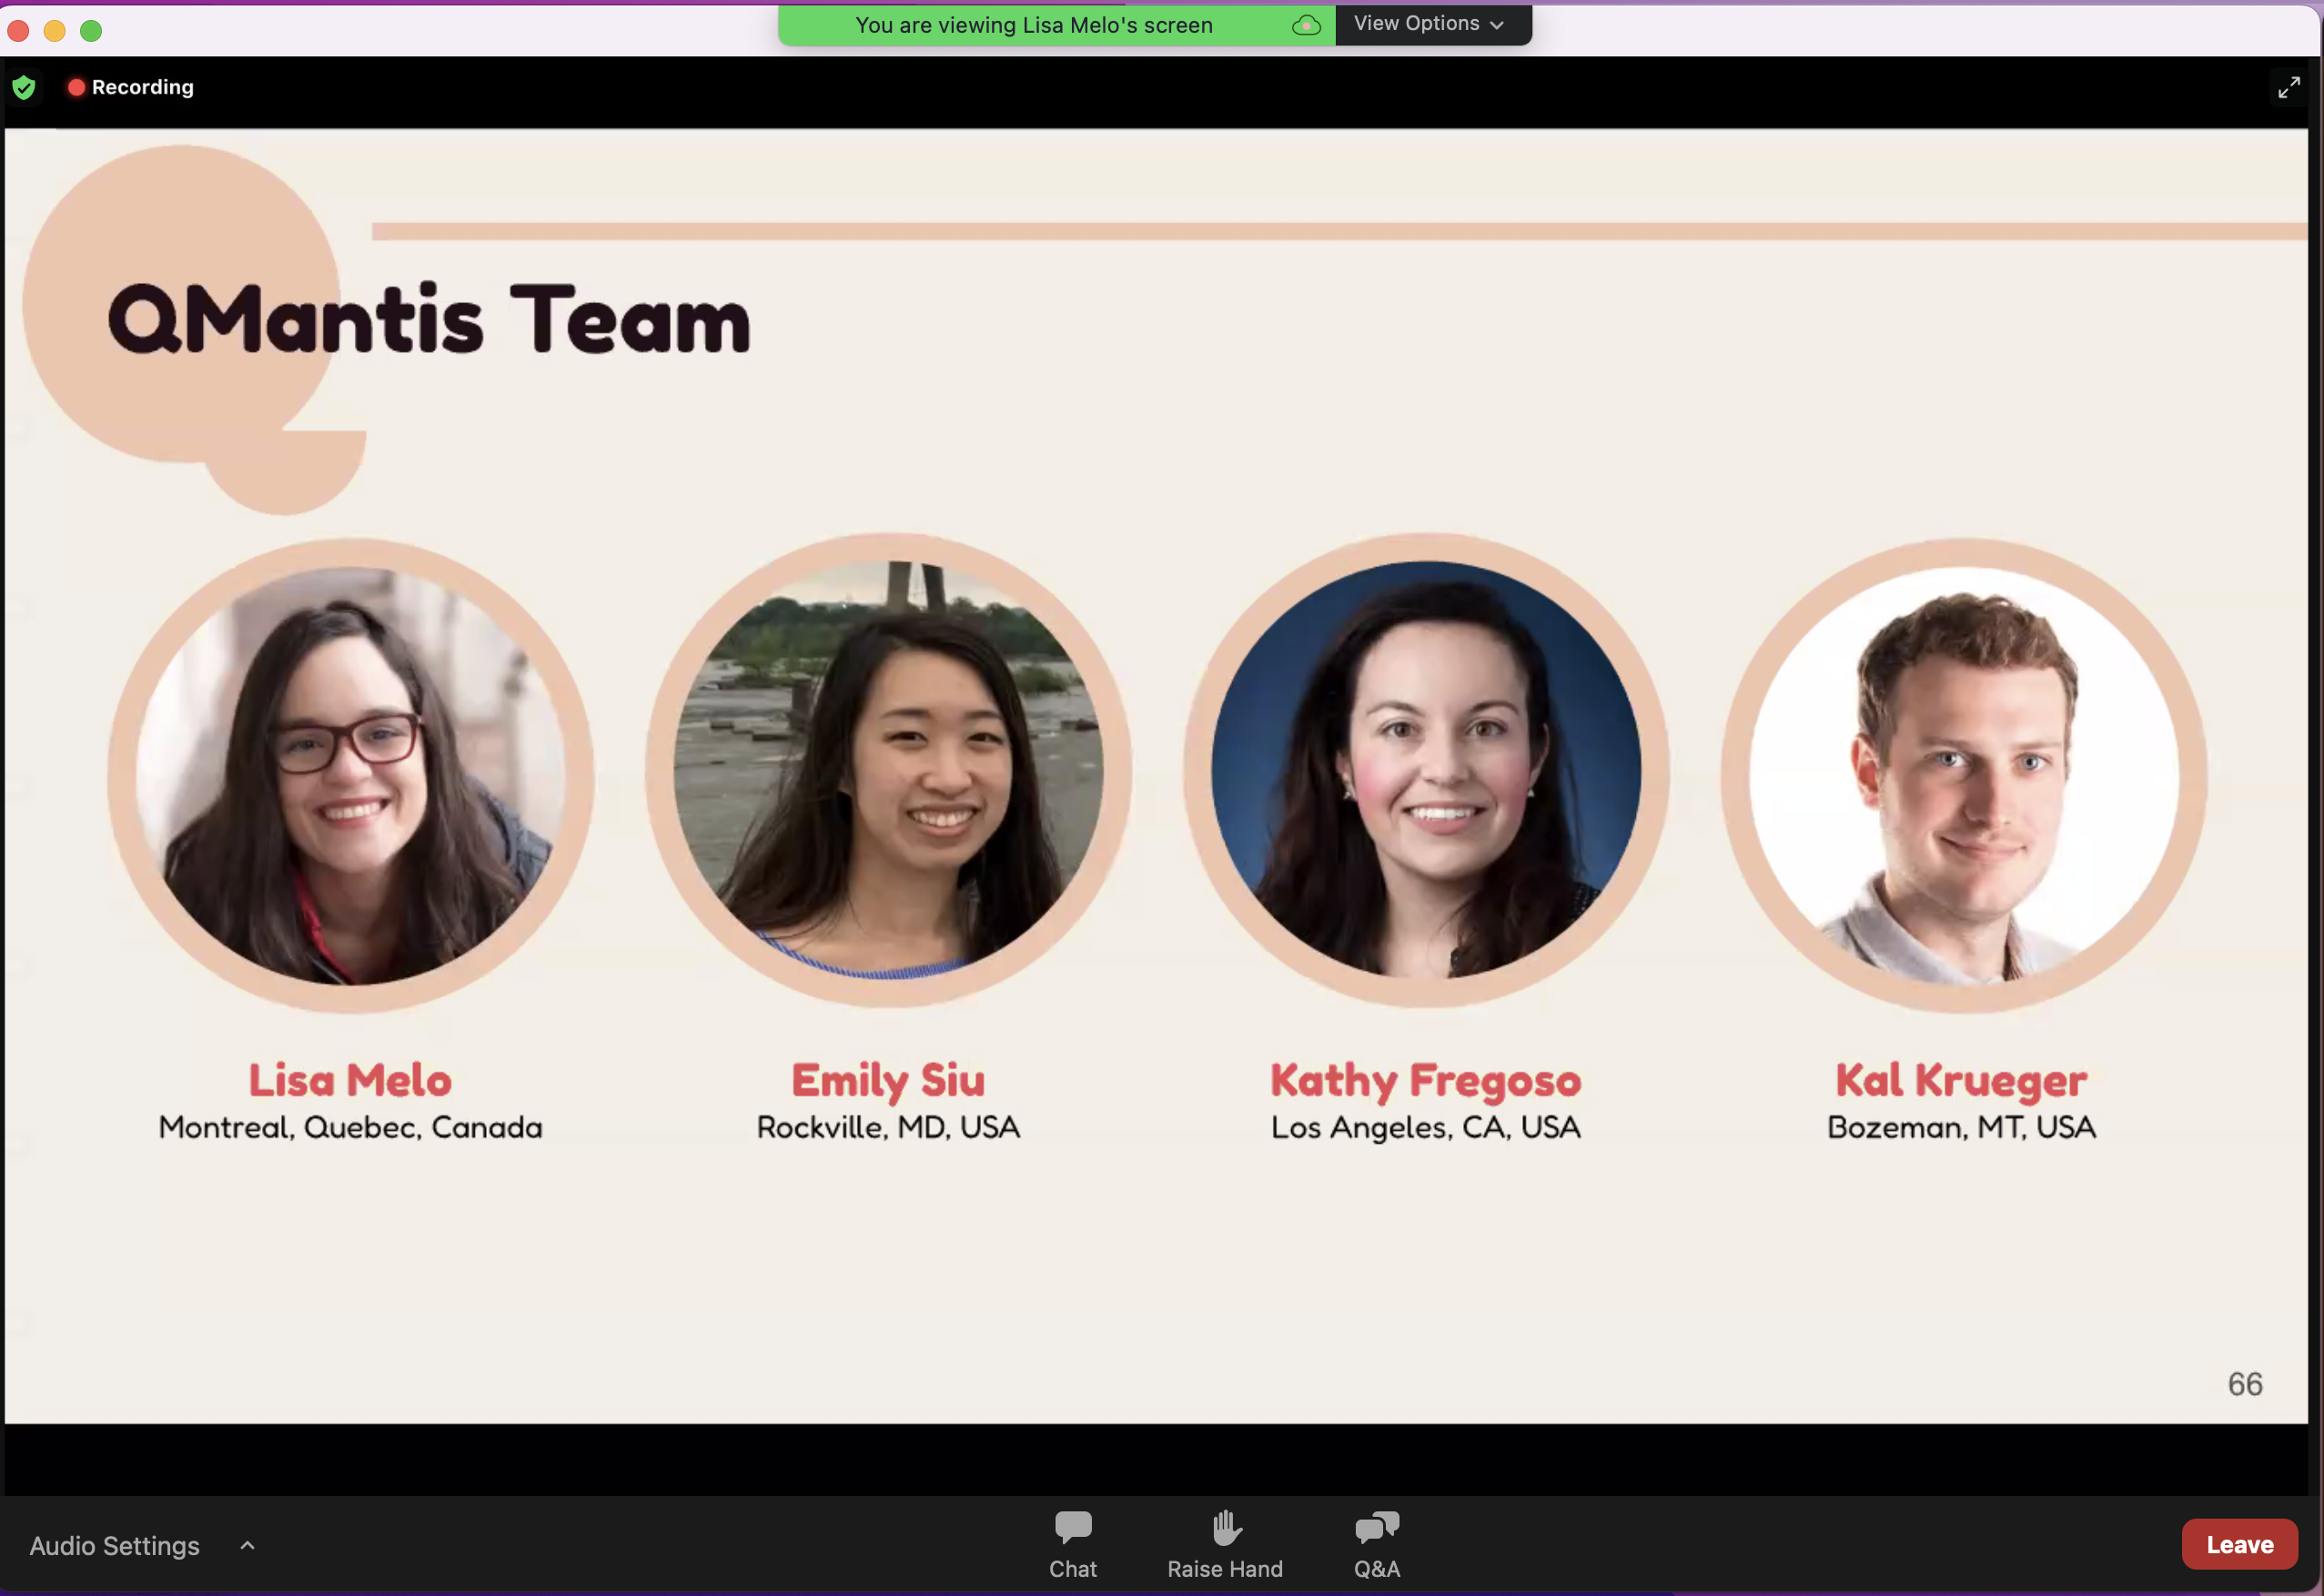 You are viewing Lisa Melo's screen
View Options
Recording
QMantis Team
Lisa Melo
Montreal, Quebec, Canada
Emily Siu
Rockville, MD, USA
Kathy Fregoso
Los Angeles, CA, USA
Kal Krueger
Bozeman, MT, USA
66
Audio Settings
Chat
Raise Hand
Q&A
Leave